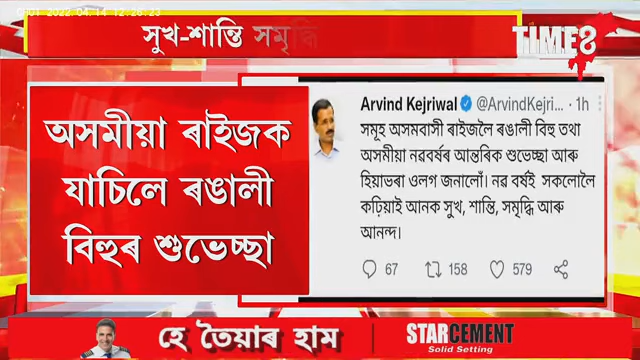 CH01 2022.04.14 12:26:23
সুখ-শান্তি সমৃদ্ধি
TIME8
অসমীয়া ৰাইজক
যাচিলে ৰঙালী
বিহুৰ শুভেচ্ছা
Arvind Kejriwal @ArvindKejri... · 1h
সমূহ অসমবাসী ৰাইজলৈ ৰঙালী বিহু তথা
অসমীয়া নৱবৰ্ষৰ আন্তৰিক শুভেচ্ছা আৰু
হিয়াভৰা ওলগ জনালোঁ। নৱ বৰ্ষই সকলোলৈ
কঢ়িয়াই আনক সুখ, শান্তি, সমৃদ্ধি আৰু
আনন্দ।
67 158 579
হে তৈয়াৰ হাম
STARCEMENT
Solid Setting